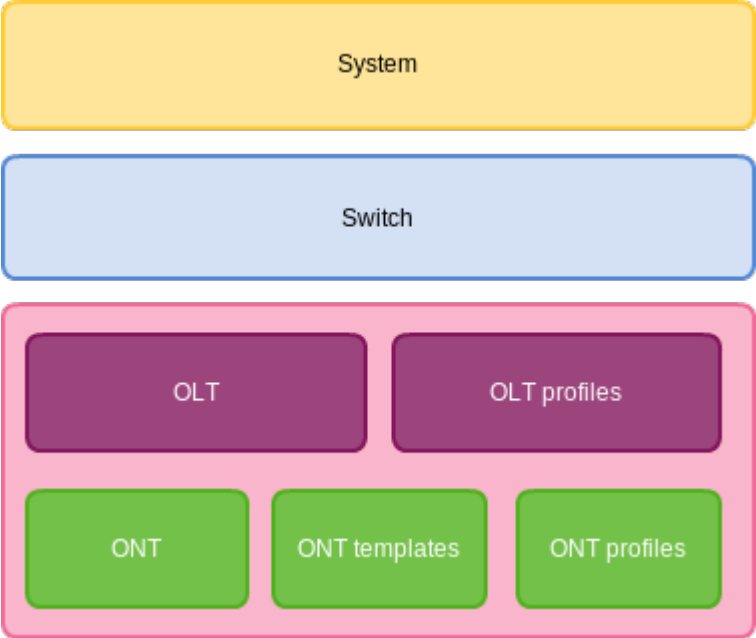 System
Switch
OLT
OLT profiles
ONT
ONT templates
ONT profiles